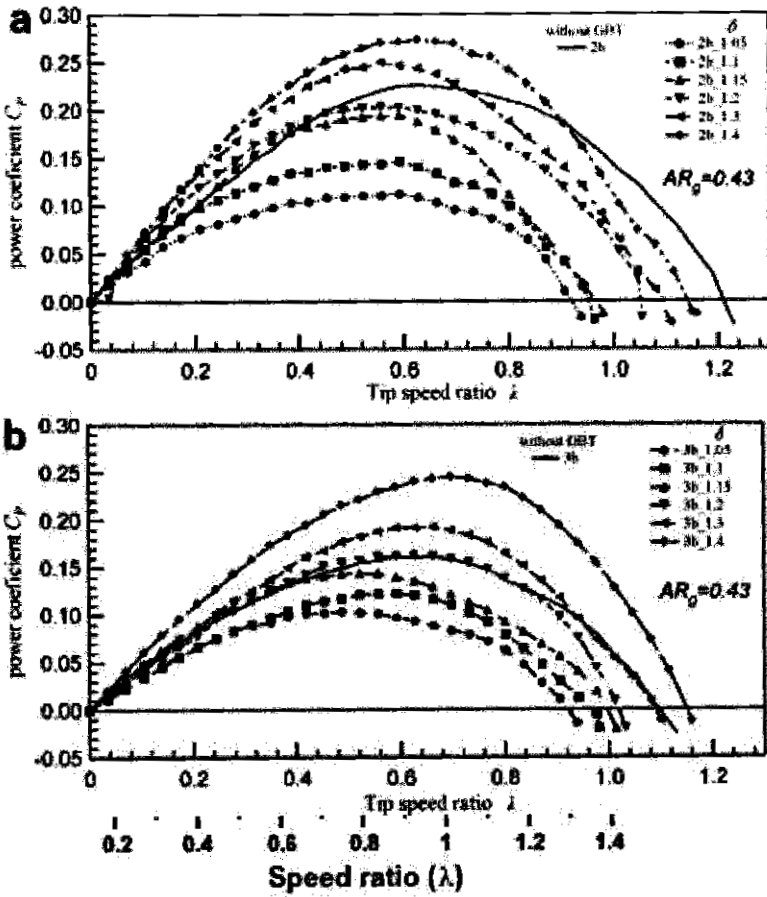 a
0.30
0.25
0.20
0.15
0.10
0.05
0.00
-0.05
power coeficient Cp
without GBT
2b
δ
2b_1.05
2b_1.1
2b_1.15
2b_1.2
2b_1.3
2b_1.4
ARg=0.43
0 0.2 0.4 0.6 0.8 1.0 1.2
Tip speed ratio λ
b
0.30
0.25
0.20
0.15
0.10
0.05
0.00
-0.05
power coefficient Cp
without GBT
3b
δ
3b_1.05
3b_1.1
3b_1.15
3b_1.2
3b_1.3
3b_1.4
ARg=0.43
0 0.2 0.4 0.6 0.8 1.0 1.2
Tip speed ratio λ
0.2 0.4 0.6 0.8 1 1.2 1.4
Speed ratio (λ)